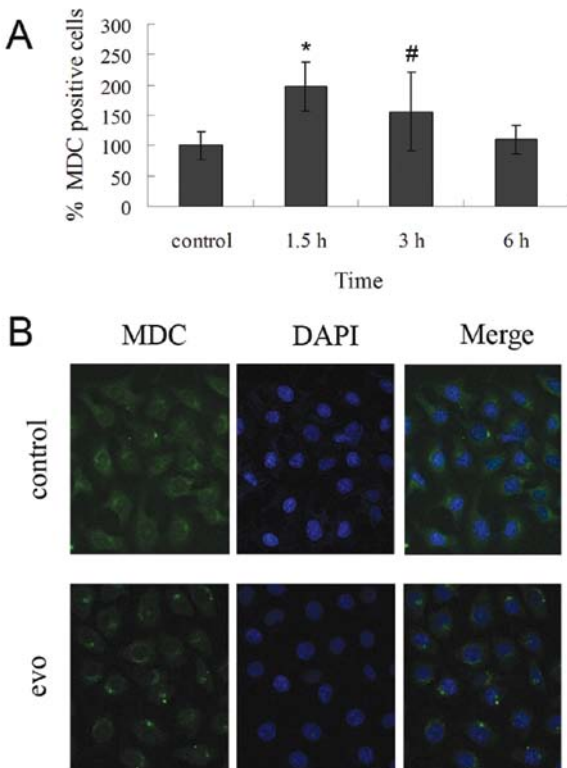 A
% MDC positive cells
300
250
200
150
100
50
0
*
#
control 1.5 h 3 h 6 h
Time
B
MDC DAPI Merge
control
evo